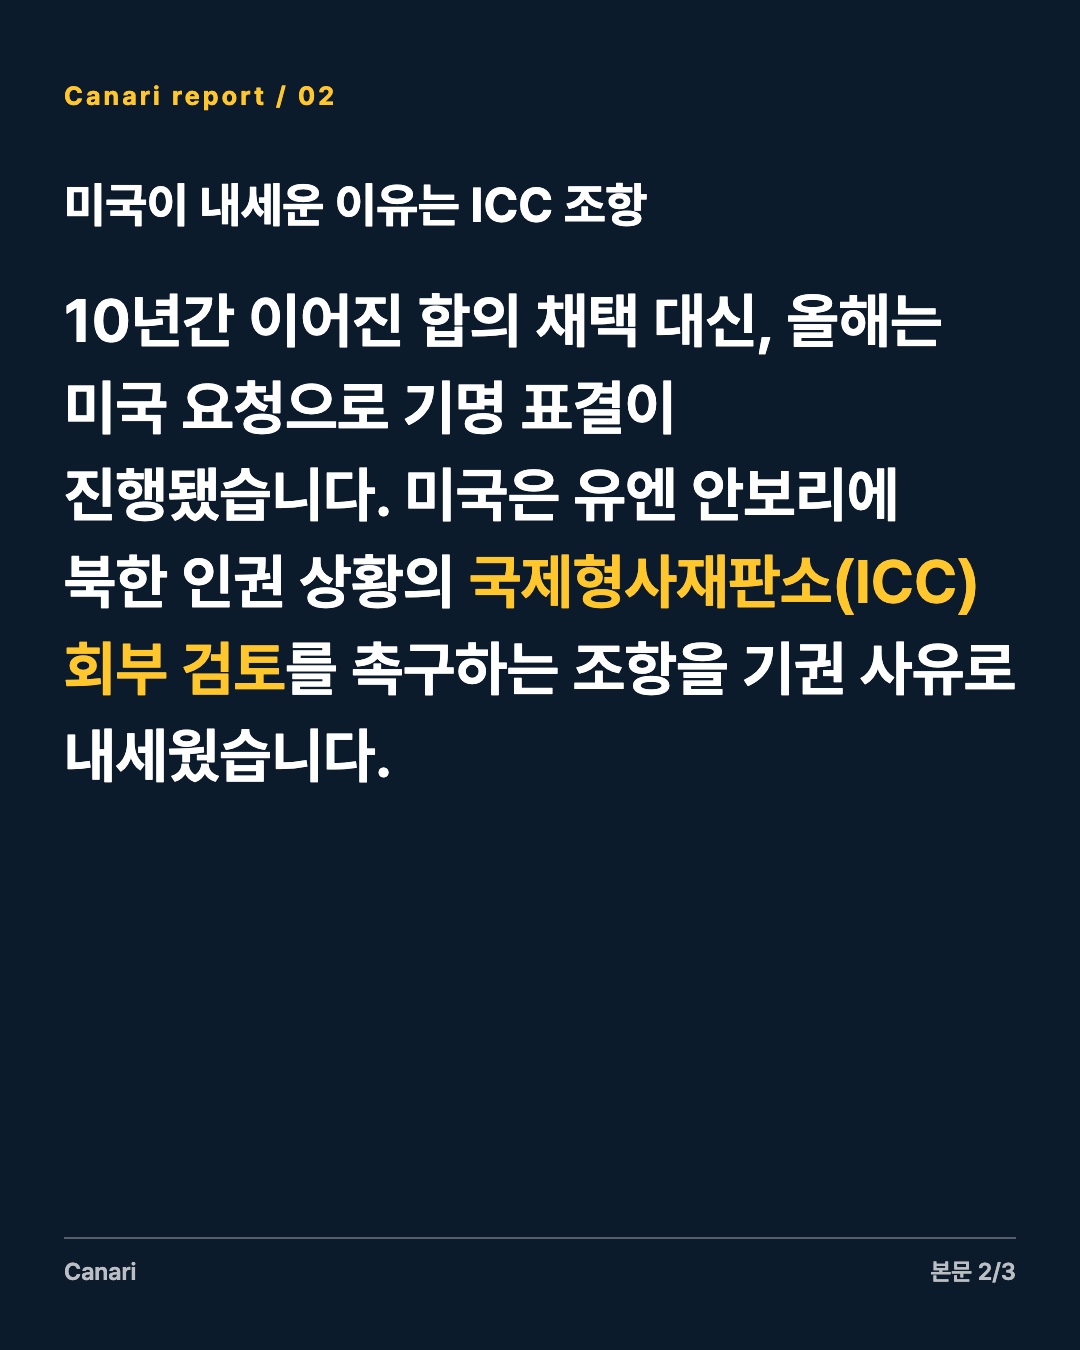 Canari report / 02
미국이 내세운 이유는 ICC 조항
10년간 이어진 합의 채택 대신, 올해는
미국 요청으로 기명 표결이
진행됐습니다. 미국은 유엔 안보리에
북한 인권 상황의 국제형사재판소(ICC)
회부 검토를 촉구하는 조항을 기권 사유로
내세웠습니다.
Canari
본문 2/3